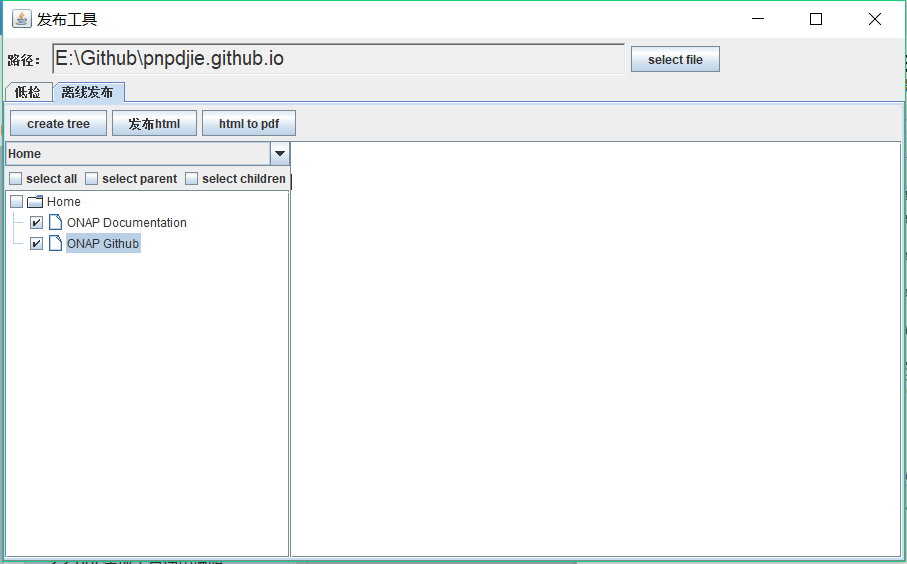 发布工具
路径： E:\Github\pnpdjie.github.io select file
低检 离线发布
create tree 发布html html to pdf
Home
select all select parent select children
Home
ONAP Documentation
ONAP Github